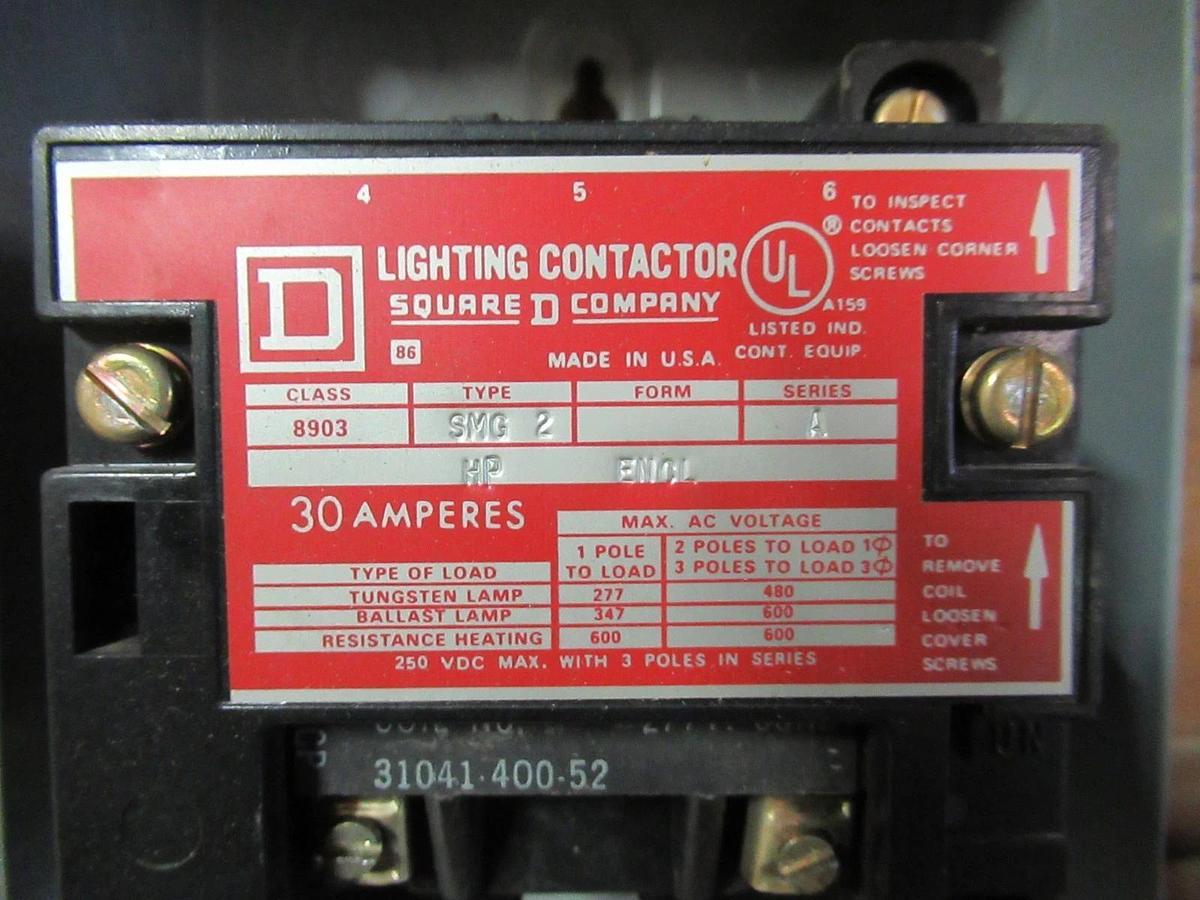 4 5 6
TO INSPECT
CONTACTS
LOOSEN CORNER
SCREWS
D
LIGHTING CONTACTOR
SQUARE D COMPANY
86
MADE IN U.S.A.
UL ®
A159
LISTED IND.
CONT. EQUIP.
CLASS TYPE FORM SERIES
8903 SMG 2 A
HP ENCL
30 AMPERES
MAX. AC VOLTAGE
1 POLE
TO LOAD
2 POLES TO LOAD 1Φ
3 POLES TO LOAD 3Φ
TYPE OF LOAD
TUNGSTEN LAMP 277 480
BALLAST LAMP 347 600
RESISTANCE HEATING 600 600
250 VDC MAX. WITH 3 POLES IN SERIES
TO
REMOVE
COIL
LOOSEN
COVER
SCREWS
31041-400-52